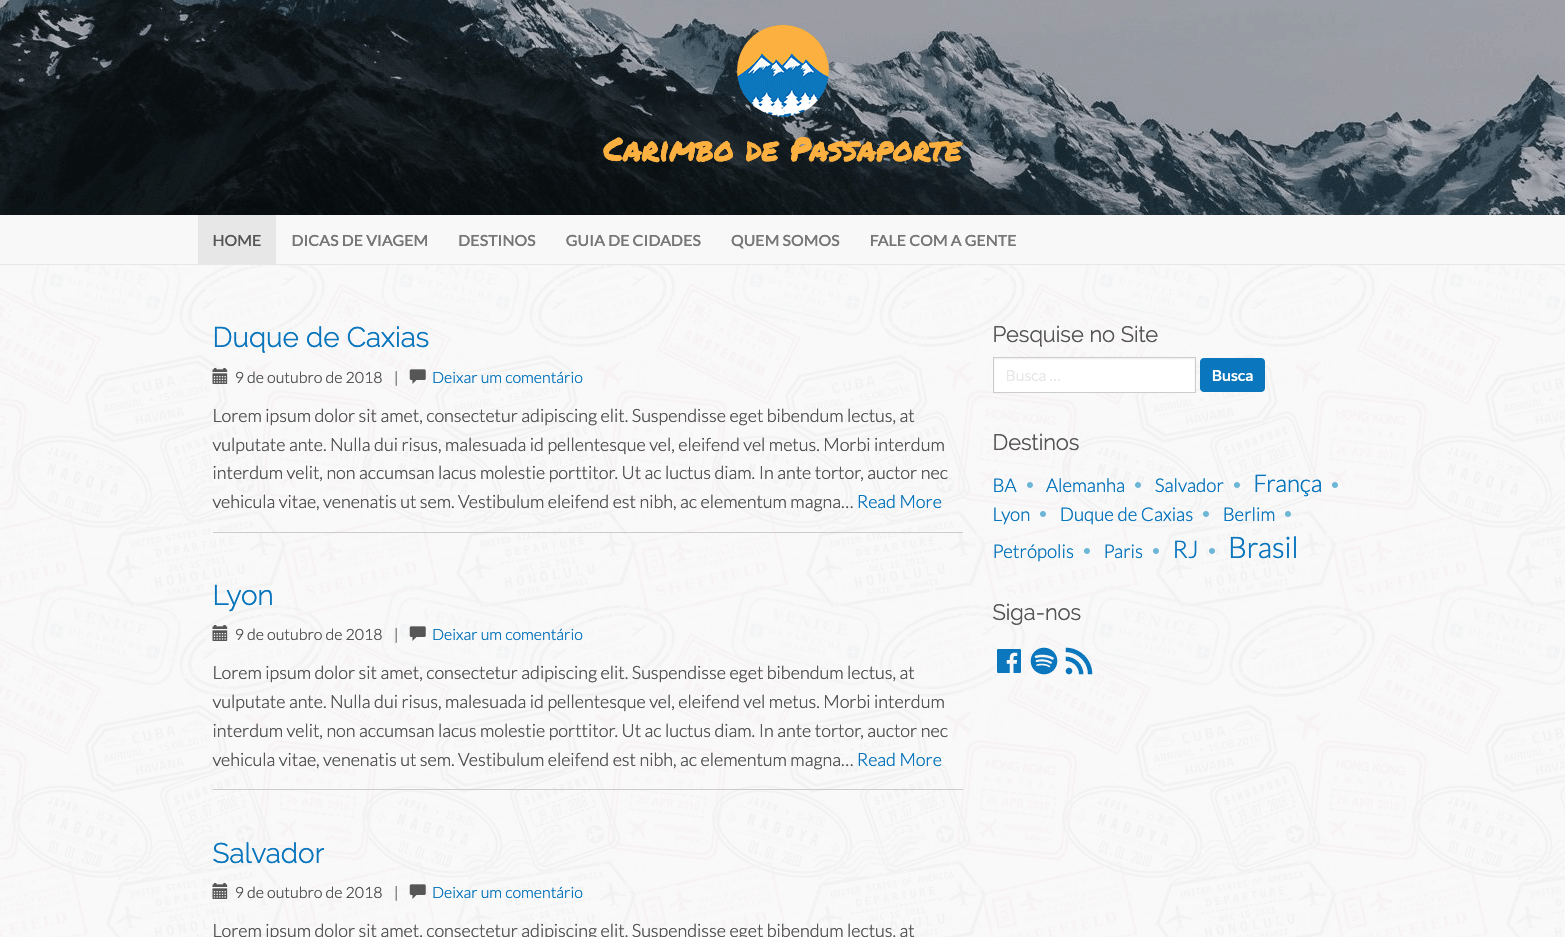 Carimbo de Passaporte
HOME DICAS DE VIAGEM DESTINOS GUIA DE CIDADES QUEM SOMOS FALE COM A GENTE
Duque de Caxias
9 de outubro de 2018 | Deixar um comentário
Lorem ipsum dolor sit amet, consectetur adipiscing elit. Suspendisse eget bibendum lectus, at
vulputate ante. Nulla dui risus, malesuada id pellentesque vel, eleifend vel metus. Morbi interdum
interdum velit, non accumsan lacus molestie porttitor. Ut ac luctus diam. In ante tortor, auctor nec
vehicula vitae, venenatis ut sem. Vestibulum eleifend est nibh, ac elementum magna... Read More
Lyon
9 de outubro de 2018 | Deixar um comentário
Lorem ipsum dolor sit amet, consectetur adipiscing elit. Suspendisse eget bibendum lectus, at
vulputate ante. Nulla dui risus, malesuada id pellentesque vel, eleifend vel metus. Morbi interdum
interdum velit, non accumsan lacus molestie porttitor. Ut ac luctus diam. In ante tortor, auctor nec
vehicula vitae, venenatis ut sem. Vestibulum eleifend est nibh, ac elementum magna... Read More
Salvador
9 de outubro de 2018 | Deixar um comentário
Lorem ipsum dolor sit amet, consectetur adipiscing elit. Suspendisse eget bibendum lectus, at
Pesquise no Site
Busca ... Busca
Destinos
BA • Alemanha • Salvador • França •
Lyon • Duque de Caxias • Berlim •
Petrópolis • Paris • RJ • Brasil
Siga-nos